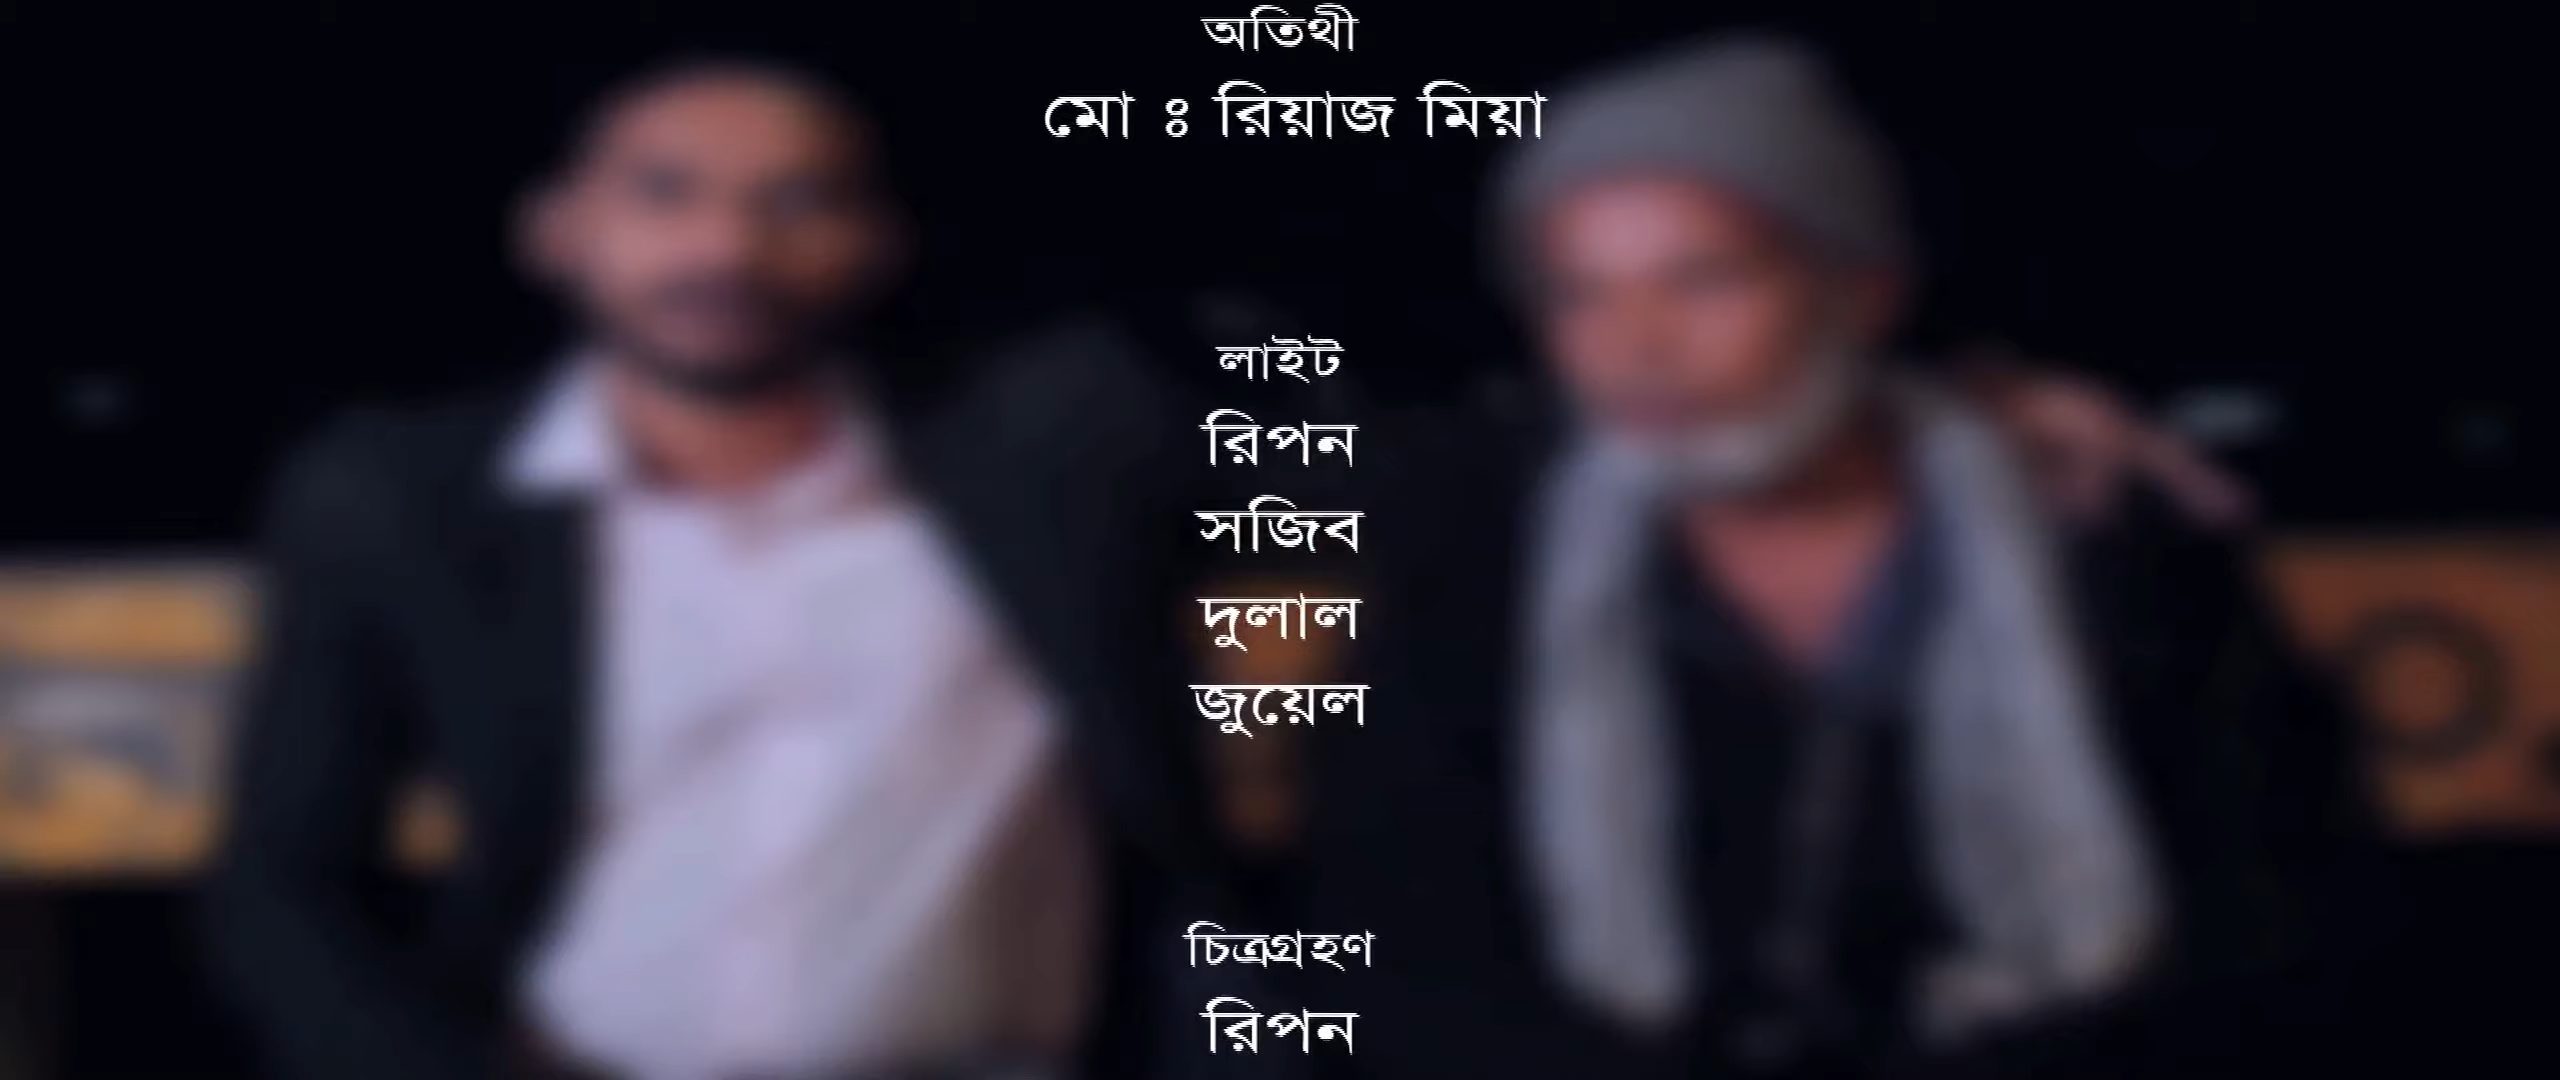 অতিথী
মো ঃ রিয়াজ মিয়া
লাইট
রিপন
সজিব
দুলাল
জুয়েল
চিত্রগ্রহণ
রিপন